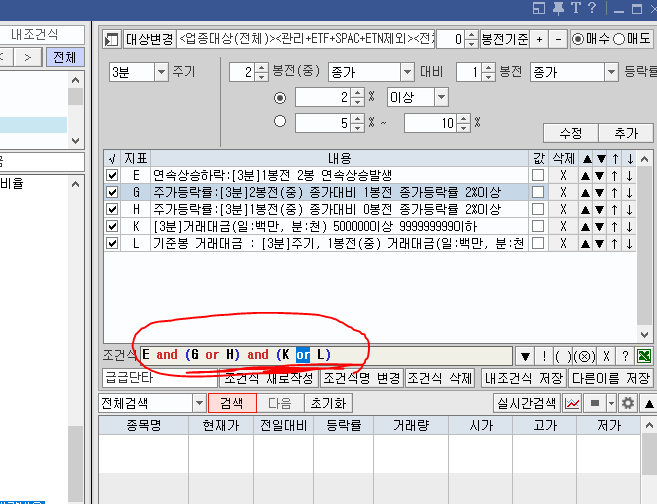 T ?
내조건식
대상변경 <업종대상(전체)><관리+ETF+SPAC+ETN제외><전 0 봉전기준 + - 매수 매도
< > 전체
3분 주기 2 봉전(중) 종가 대비 1 봉전 종가 등락률
2 % 이상
5 % ~ 10 %
수정 추가
√ 지표 내용 값 삭제 ▲ ▼ ↑ ↓
E 연속상승하락:[3분]1봉전 2봉 연속상승발생 X ▲ ▼ ↑ ↓
비율
G 주가등락률:[3분]2봉전(중) 종가대비 1봉전 종가등락률 2%이상 X ▲ ▼ ↑ ↓
H 주가등락률:[3분]1봉전(중) 종가대비 0봉전 종가등락률 2%이상 X ▲ ▼ ↑ ↓
K [3분]거래대금(일:백만, 분:천) 5000000이상 999999999이하 X ▲ ▼ ↑ ↓
L 기준봉 거래대금 : [3분]주기, 1봉전(중) 거래대금(일:백만, 분:천 X ▲ ▼ ↑ ↓
조건식 E and (G or H) and (K or L) ▼ ! ( ) (⊗) X ?
급급단타 조건식 새로작성 조건식명 변경 조건식 삭제 내조건식 저장 다른이름 저장
전체검색 검색 다음 초기화 실시간검색 ▲
종목명 현재가 전일대비 등락률 거래량 시가 고가 저가